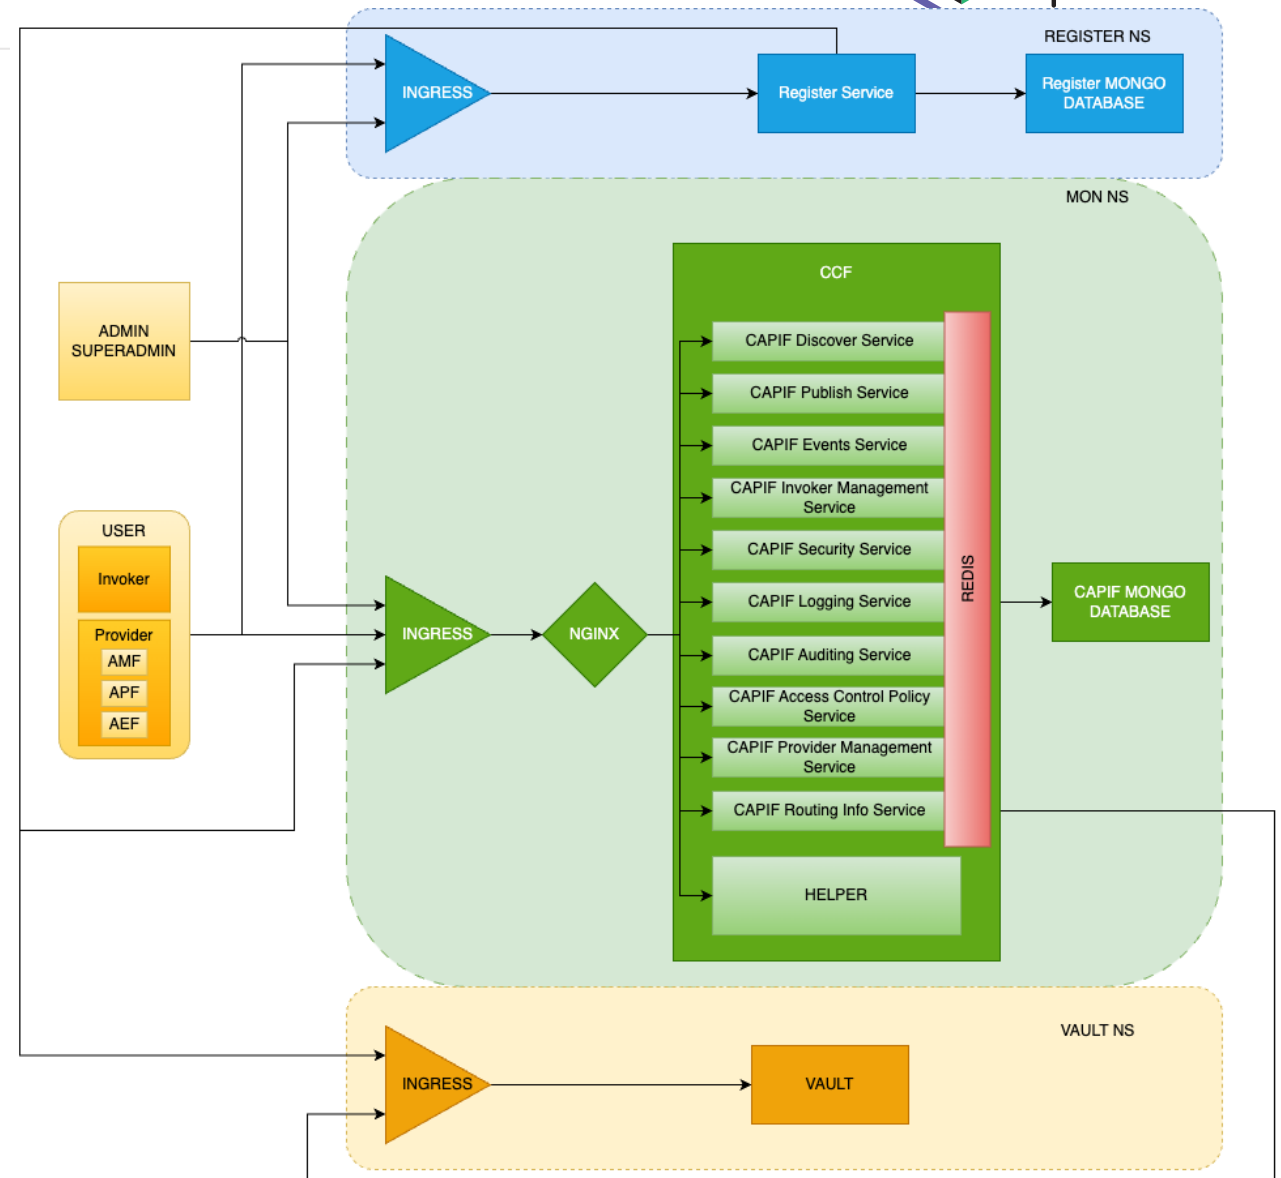 REGISTER NS
INGRESS
Register Service
Register MONGO
DATABASE
MON NS
CCF
ADMIN
SUPERADMIN
CAPIF Discover Service
CAPIF Publish Service
CAPIF Events Service
CAPIF Invoker Management
Service
CAPIF Security Service
CAPIF Logging Service
CAPIF Auditing Service
CAPIF Access Control Policy
Service
CAPIF Provider Management
Service
CAPIF Routing Info Service
HELPER
REDIS
CAPIF MONGO
DATABASE
USER
Invoker
Provider
AMF
APF
AEF
INGRESS
NGINX
VAULT NS
INGRESS
VAULT